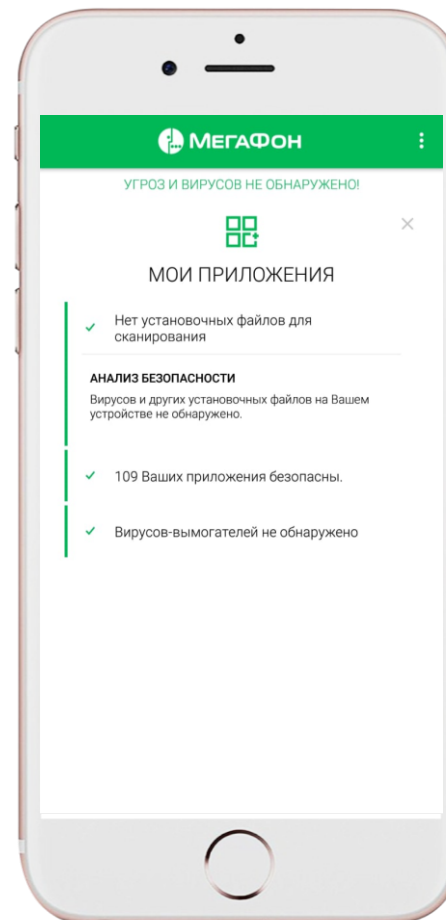 МЕГАФОН
УГРОЗ И ВИРУСОВ НЕ ОБНАРУЖЕНО!
МОИ ПРИЛОЖЕНИЯ
Нет установочных файлов для
сканирования
АНАЛИЗ БЕЗОПАСНОСТИ
Вирусов и других установочных файлов на Вашем
устройстве не обнаружено.
109 Ваших приложения безопасны.
Вирусов-вымогателей не обнаружено